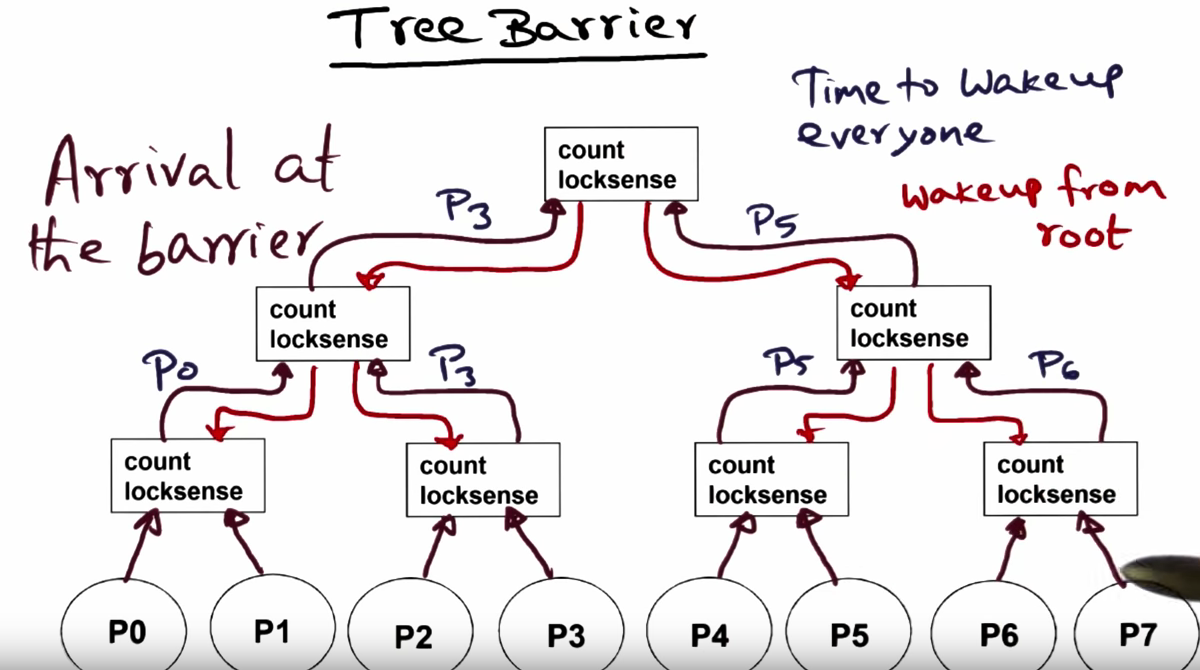 Tree Barrier
Time to Wakeup
everyone
Arrival at
the barrier
wakeup from
root
count
locksense
P3
P5
count
locksense
count
locksense
P0
P3
P5
P6
count
locksense
count
locksense
count
locksense
count
locksense
P0
P1
P2
P3
P4
P5
P6
P7